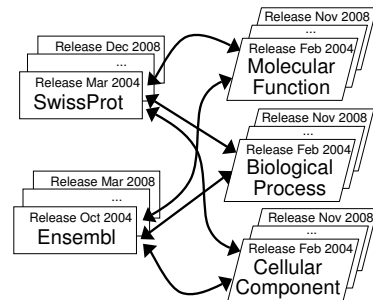 Release Dec 2008
...
Release Mar 2004
SwissProt
Release Mar 2008
...
Release Oct 2004
Ensembl
Release Nov 2008
...
Release Feb 2004
Molecular
Function
Release Nov 2008
...
Release Feb 2004
Biological
Process
Release Nov 2008
...
Release Feb 2004
Cellular
Component